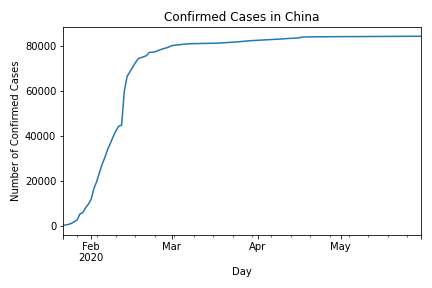 Confirmed Cases in China
80000
60000
40000
20000
0
Number of Confirmed Cases
Feb
2020
Mar
Apr
May
Day